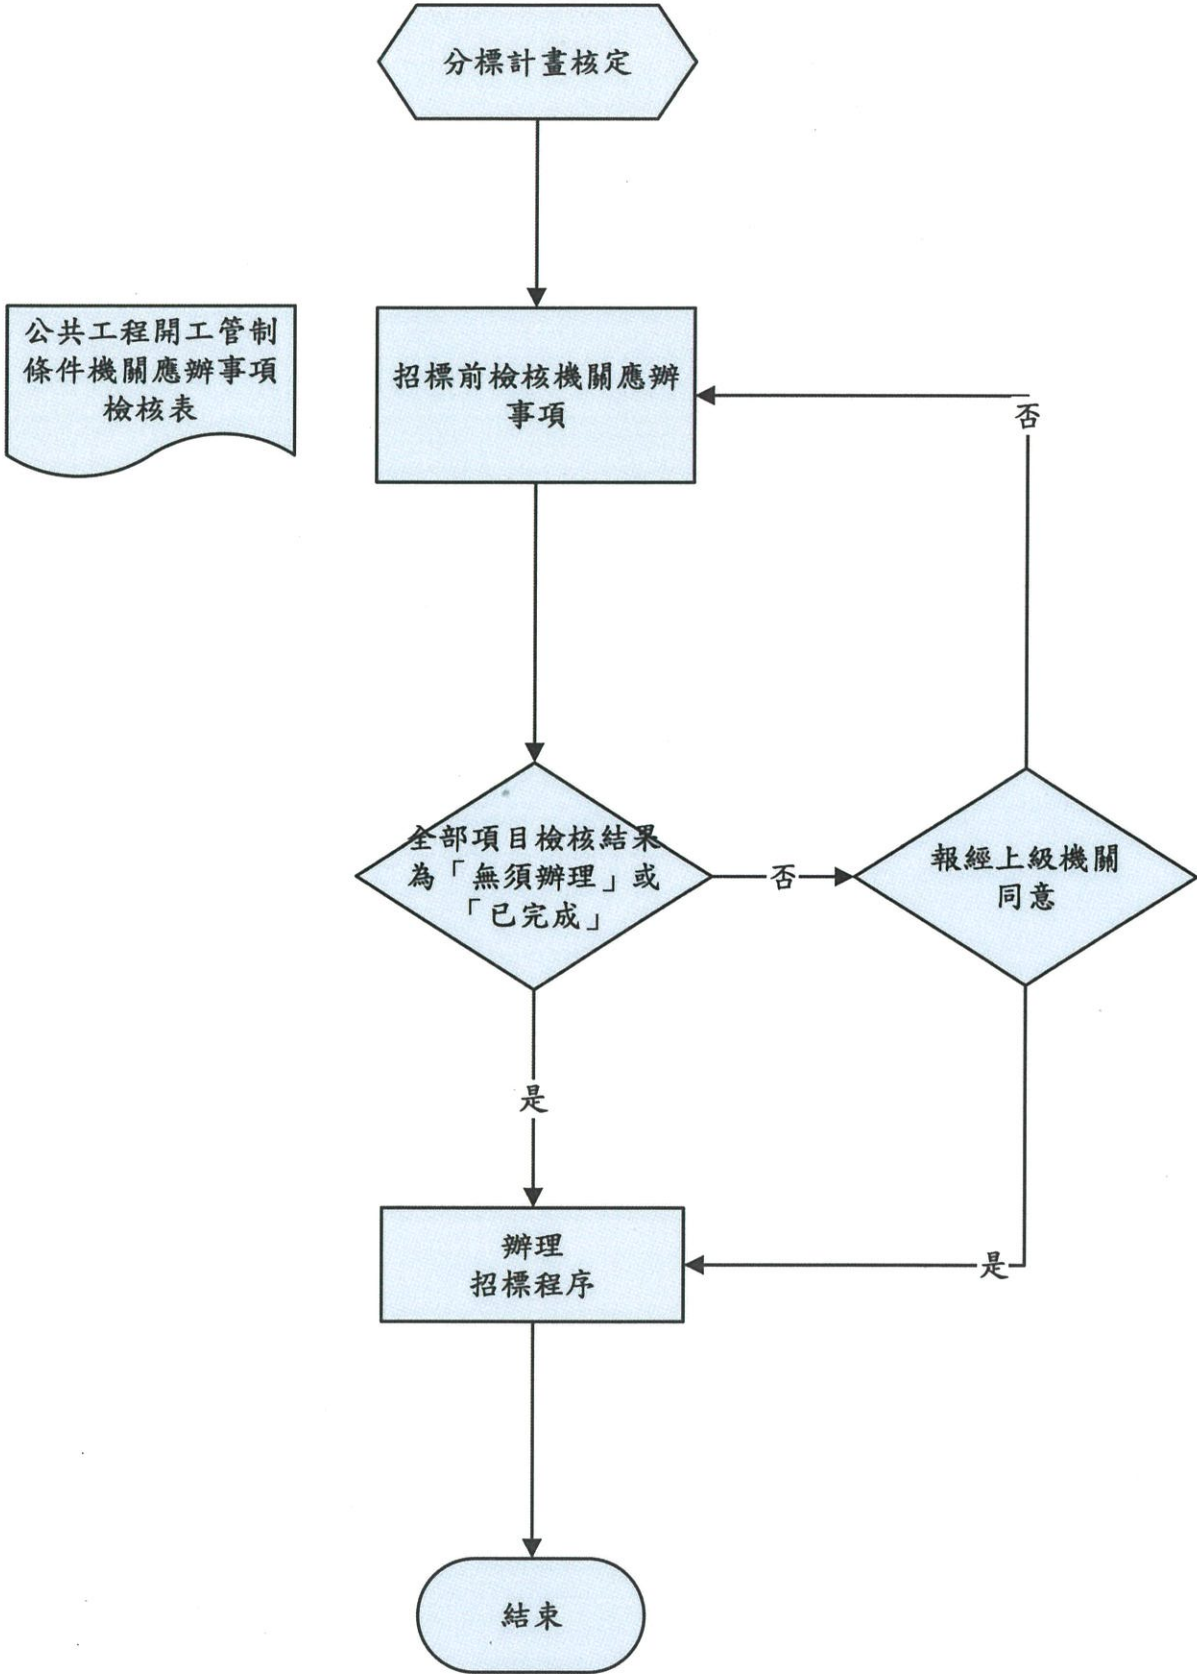 分標計畫核定
公共工程開工管制
條件機關應辦事項
檢核表
招標前檢核機關應辦
事項
否
全部項目檢核結果
為「無須辦理」或
「已完成」
否
報經上級機關
同意
是
辦理
招標程序
是
結束